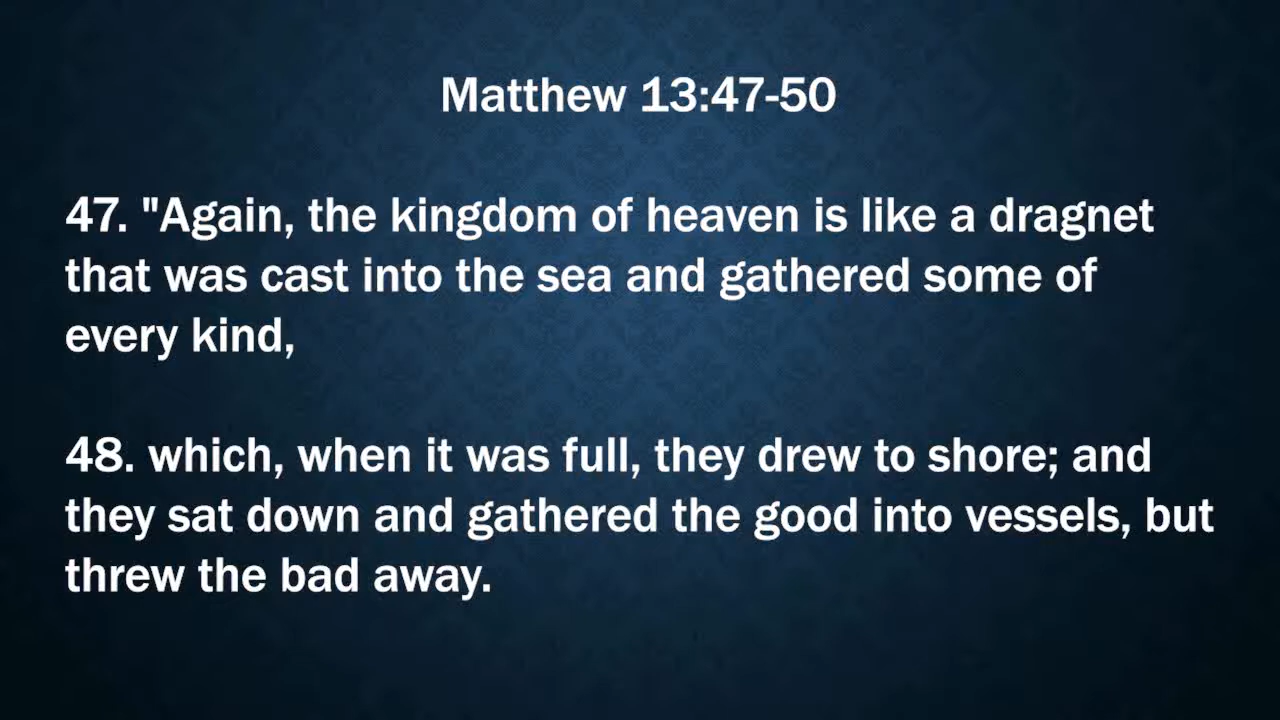 Matthew 13:47-50
47. "Again, the kingdom of heaven is like a dragnet
that was cast into the sea and gathered some of
every kind,
48. which, when it was full, they drew to shore; and
they sat down and gathered the good into vessels, but
threw the bad away.